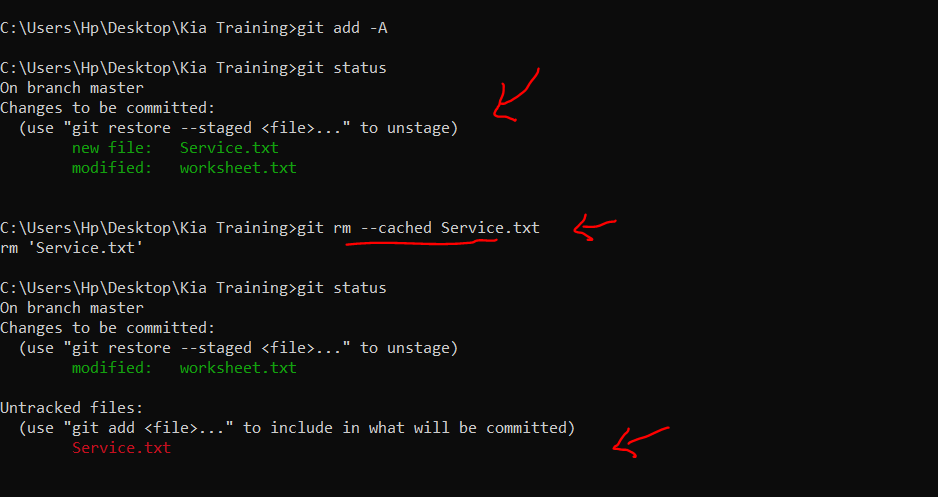 C:\Users\Hp\Desktop\Kia Training>git add -A
C:\Users\Hp\Desktop\Kia Training>git status
On branch master
Changes to be committed:
  (use "git restore --staged <file>..." to unstage)
        new file:   Service.txt
        modified:   worksheet.txt
C:\Users\Hp\Desktop\Kia Training>git rm --cached Service.txt
rm 'Service.txt'
C:\Users\Hp\Desktop\Kia Training>git status
On branch master
Changes to be committed:
  (use "git restore --staged <file>..." to unstage)
        modified:   worksheet.txt
Untracked files:
  (use "git add <file>..." to include in what will be committed)
        Service.txt